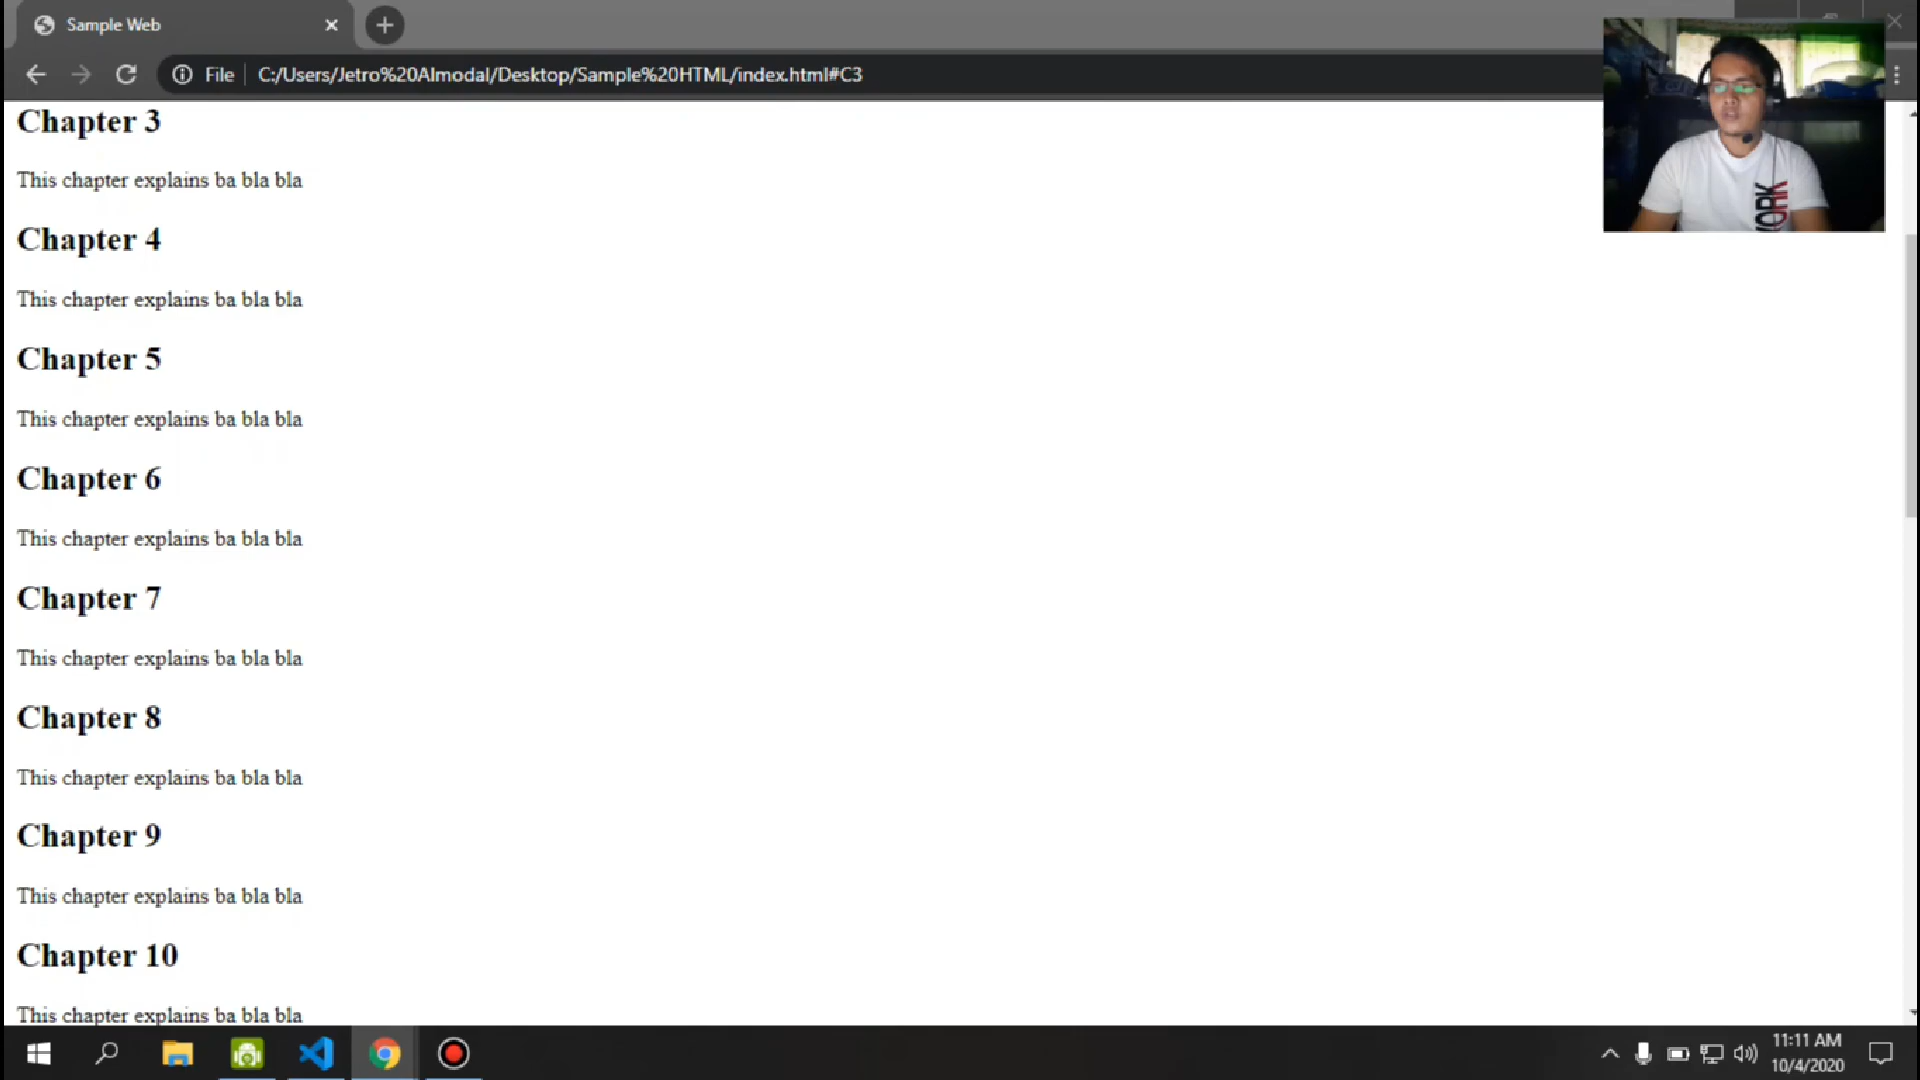 Sample Web
File
C:/Users/Jetro%20Almodal/Desktop/Sample%20HTML/index.html#C3
Chapter 3
This chapter explains ba bla bla
Chapter 4
This chapter explains ba bla bla
Chapter 5
This chapter explains ba bla bla
Chapter 6
This chapter explains ba bla bla
Chapter 7
This chapter explains ba bla bla
Chapter 8
This chapter explains ba bla bla
Chapter 9
This chapter explains ba bla bla
Chapter 10
This chapter explains ba bla bla
11:11 AM
10/4/2020